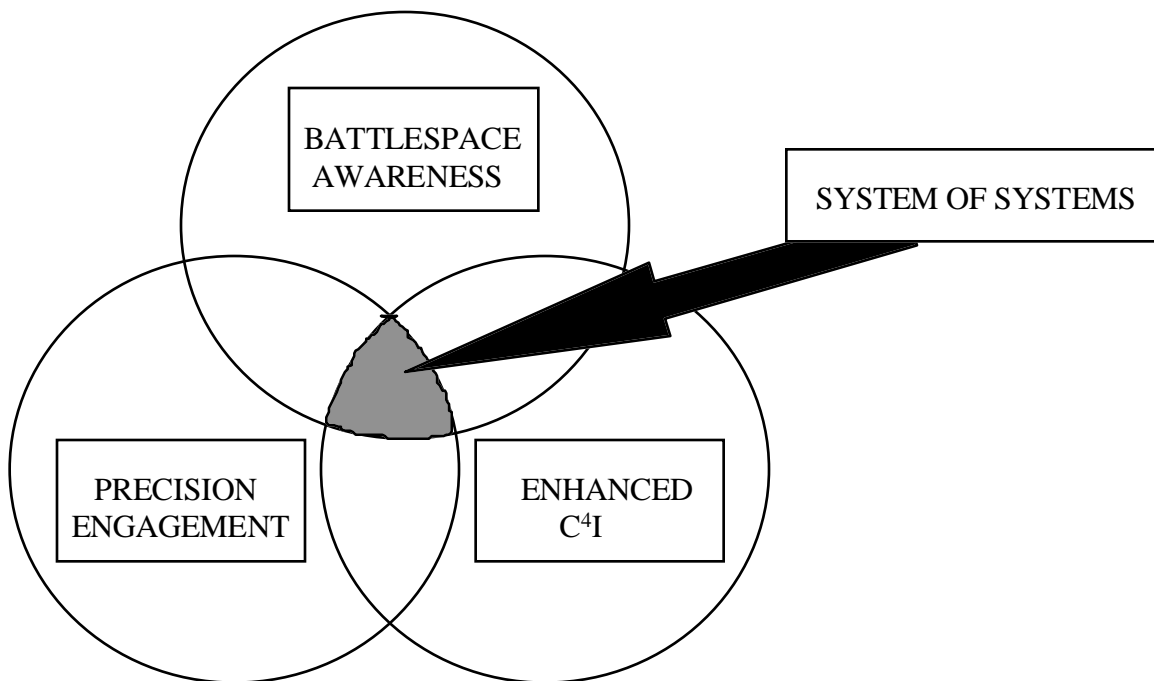 BATTLESPACE
AWARENESS
SYSTEM OF SYSTEMS
PRECISION
ENGAGEMENT
ENHANCED
C⁴I